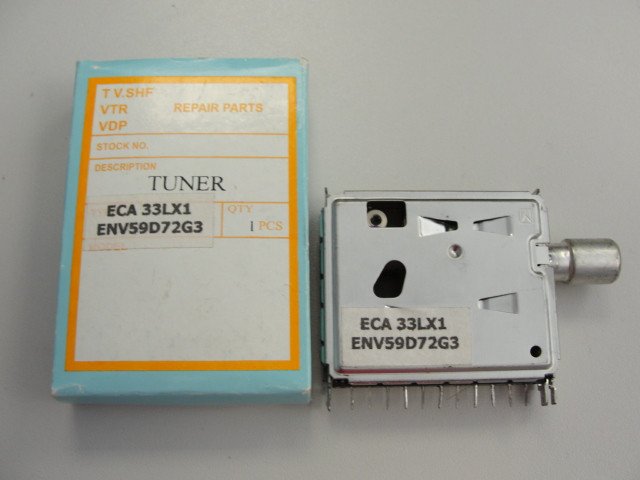 T V.SHF
VTR REPAIR PARTS
VDP
STOCK NO.
DESCRIPTION
TUNER
ECA 33LX1
ENV59D72G3
QTY
1 PCS
MODEL
ECA 33LX1
ENV59D72G3